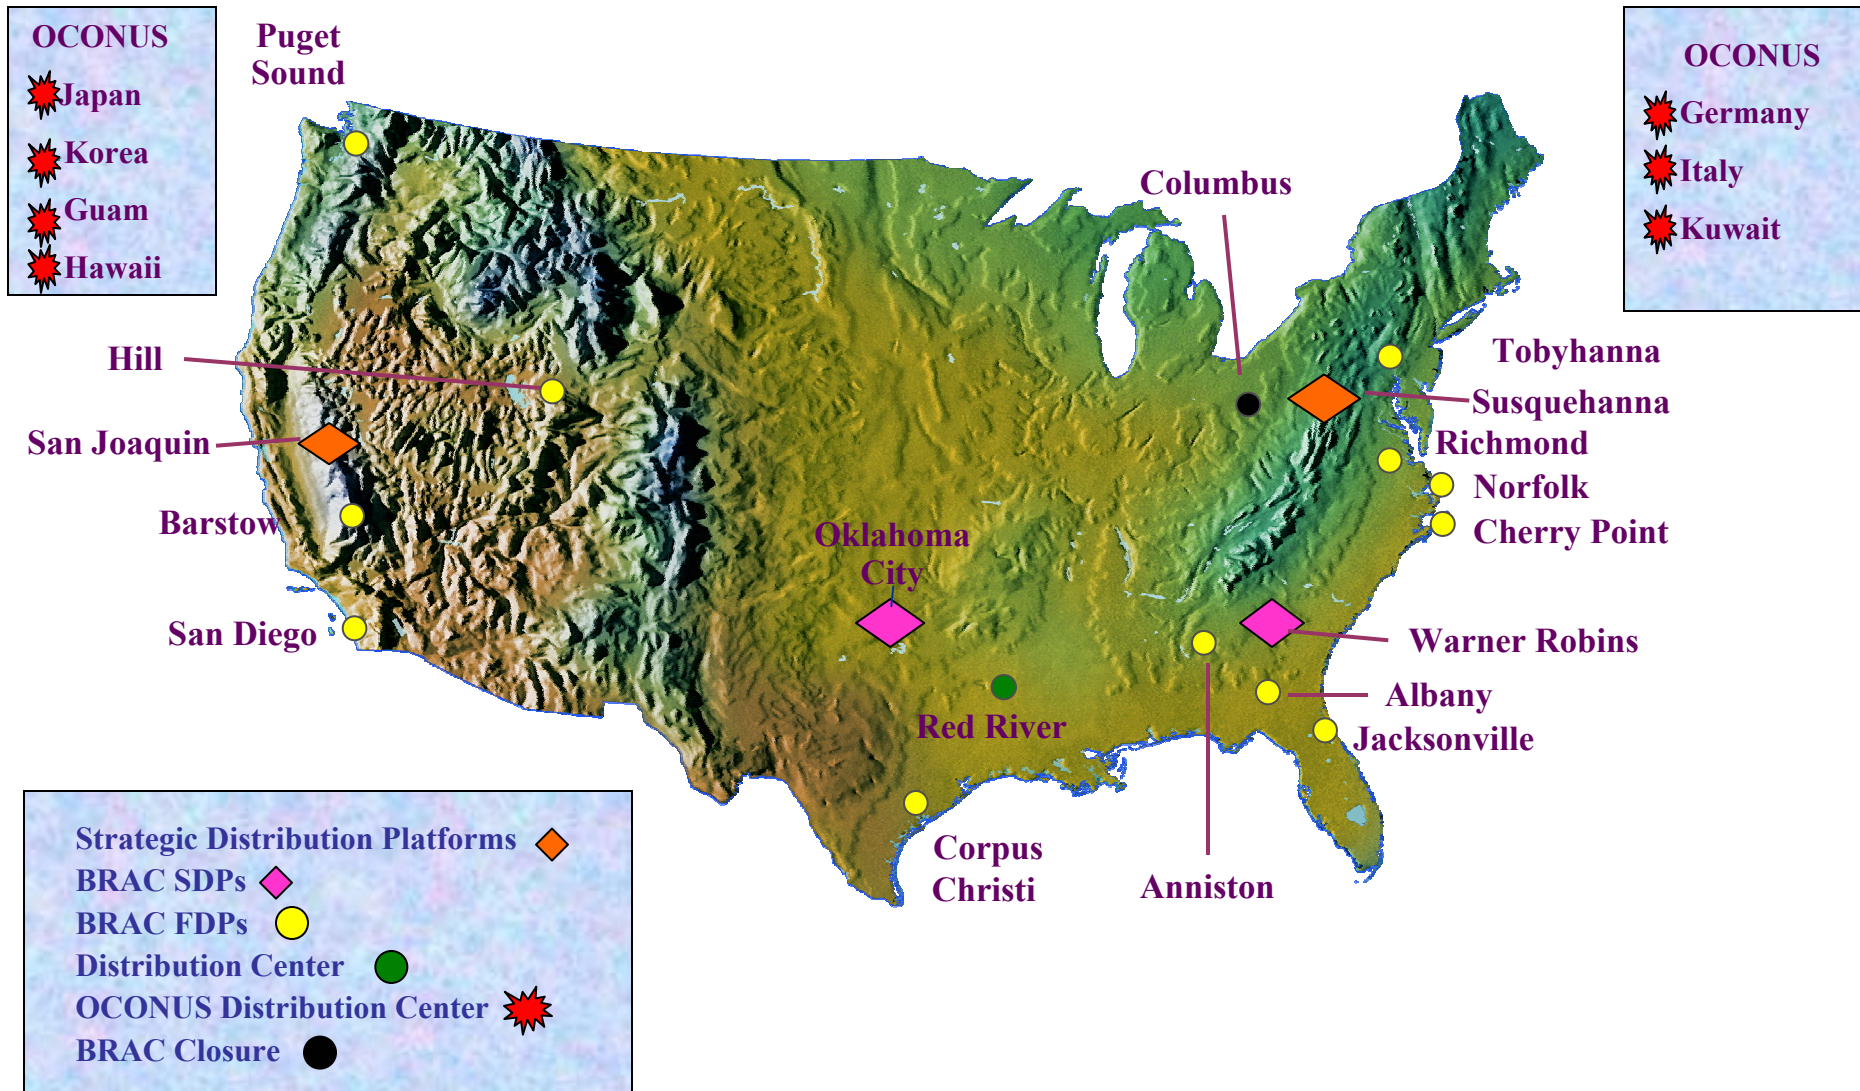 OCONUS
Japan
Korea
Guam
Hawaii
Puget
Sound
OCONUS
Germany
Italy
Kuwait
Columbus
Hill
San Joaquin
Barstow
San Diego
Oklahoma
City
Red River
Corpus
Christi
Tobyhanna
Susquehanna
Richmond
Norfolk
Cherry Point
Warner Robins
Albany
Jacksonville
Anniston
Strategic Distribution Platforms
BRAC SDPs
BRAC FDPs
Distribution Center
OCONUS Distribution Center
BRAC Closure